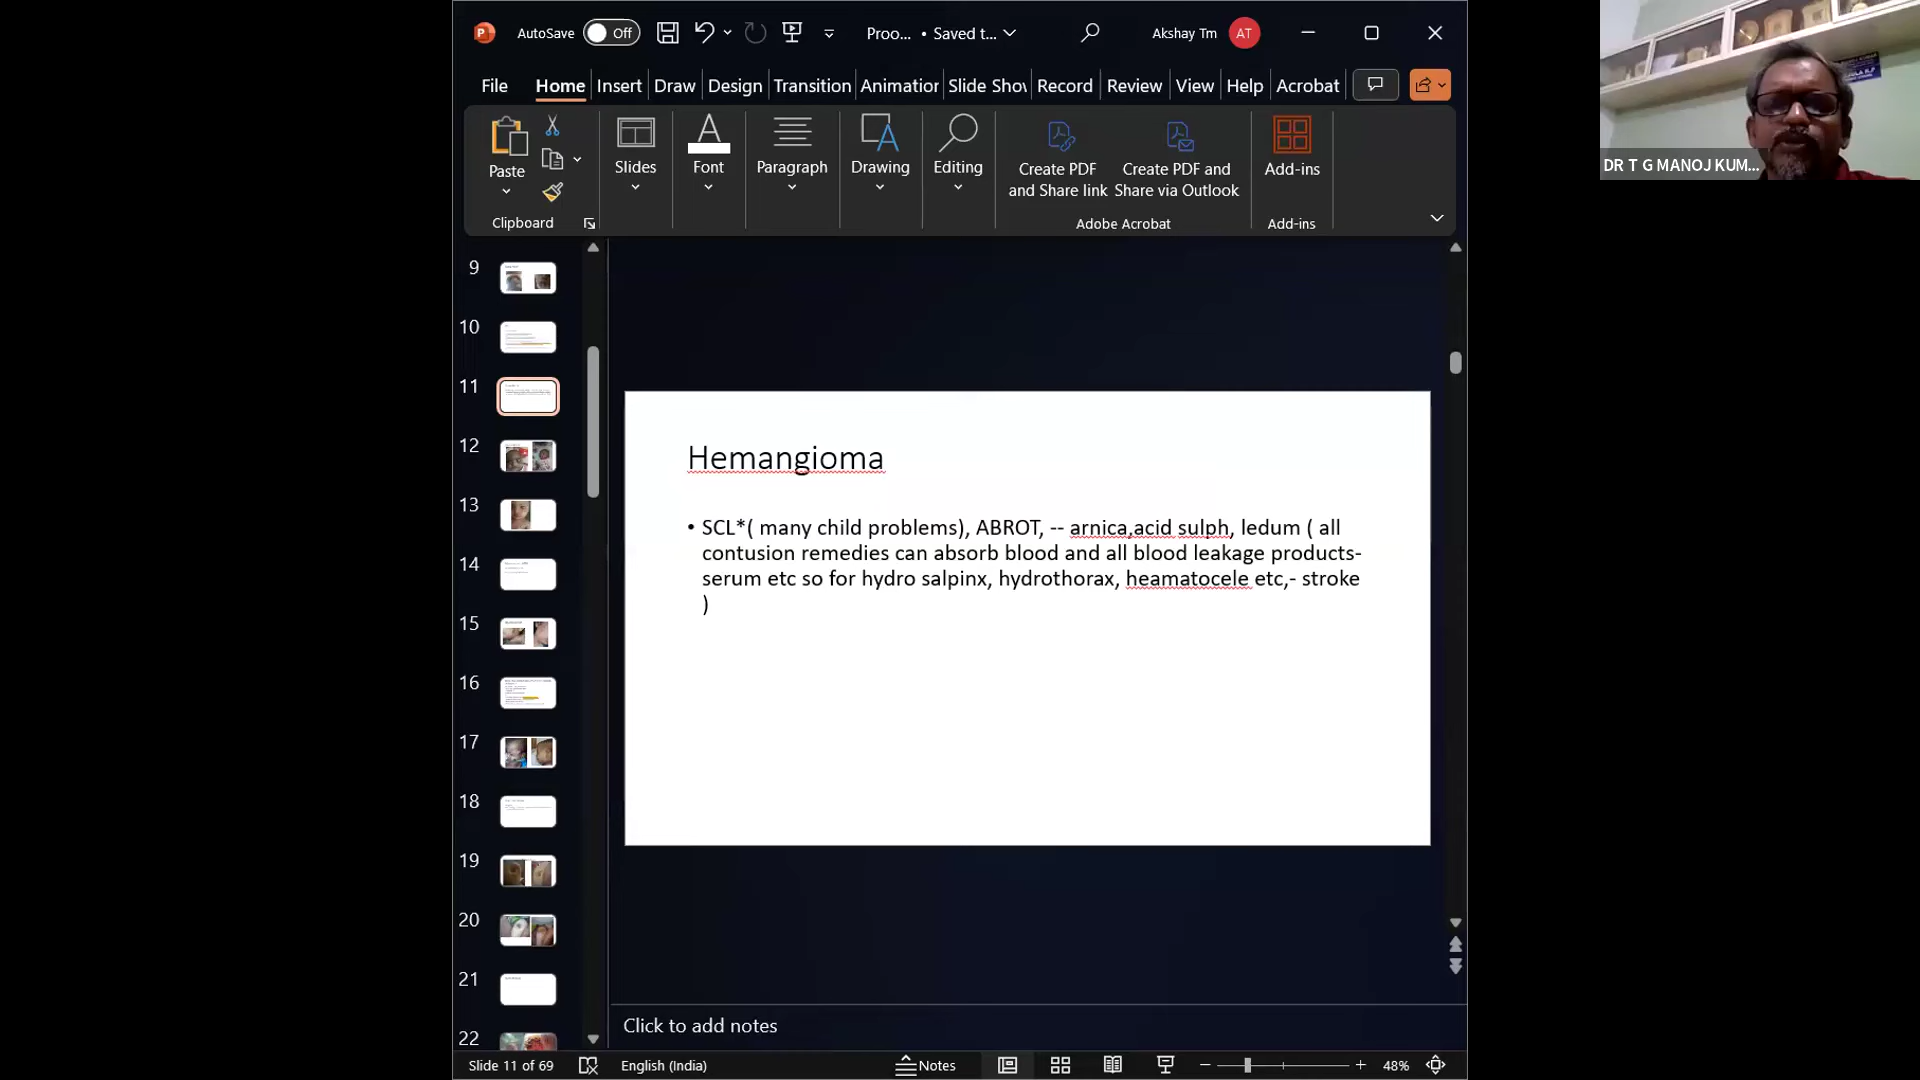 AutoSave Off Proo... • Saved t... Akshay Tm AT
File Home Insert Draw Design Transition Animation Slide Show Record Review View Help Acrobat
Paste Slides Font Paragraph Drawing Editing Create PDF and Share link Create PDF and Share via Outlook Add-ins
Clipboard Adobe Acrobat Add-ins
DR T G MANOJ KUM...
9
10
11
12
13
14
15
16
17
18
19
20
21
22
Hemangioma
• SCL*( many child problems), ABROT, -- arnica,acid sulph, ledum ( all
contusion remedies can absorb blood and all blood leakage products-
serum etc so for hydro salpinx, hydrothorax, heamatocele etc,- stroke
)
Click to add notes
Slide 11 of 69 English (India) Notes 48%